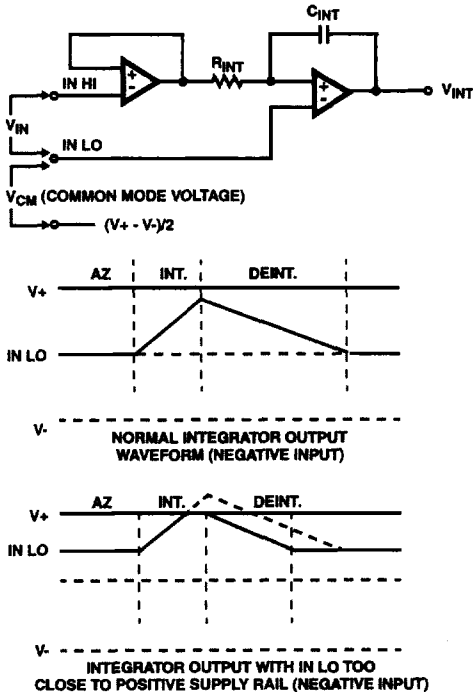 C_INT
R_INT
IN HI
+
-
+
-
V_INT
V_IN
IN LO
V_CM (COMMON MODE VOLTAGE)
(V+ - V-)/2
AZ INT. DEINT.
V+
IN LO
V-
NORMAL INTEGRATOR OUTPUT
WAVEFORM (NEGATIVE INPUT)
AZ INT. DEINT.
V+
IN LO
V-
INTEGRATOR OUTPUT WITH IN LO TOO
CLOSE TO POSITIVE SUPPLY RAIL (NEGATIVE INPUT)